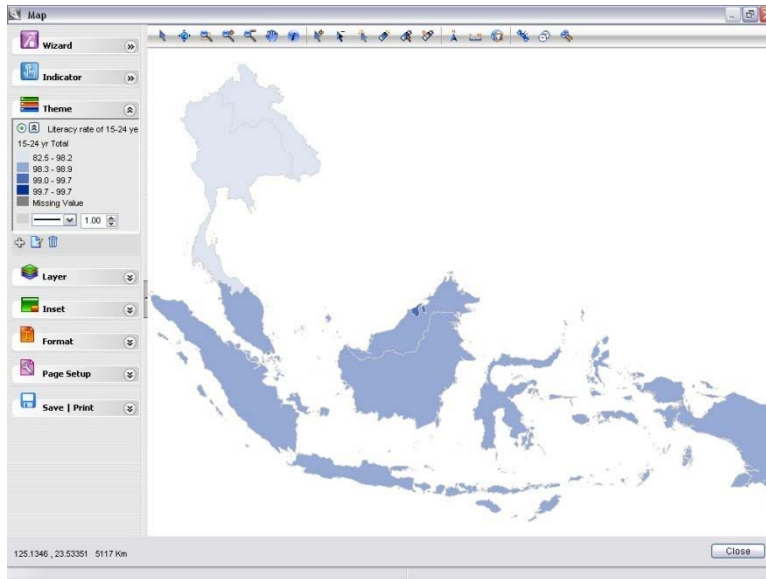 Map
Wizard
Indicator
Theme
Literacy rate of 15-24 ye
15-24 yr Total
82.5 - 98.2
98.3 - 98.9
99.0 - 99.7
99.7 - 99.7
Missing Value
1.00
Layer
Inset
Format
Page Setup
Save | Print
125.1346 , 23.53351 5117 Km
Close